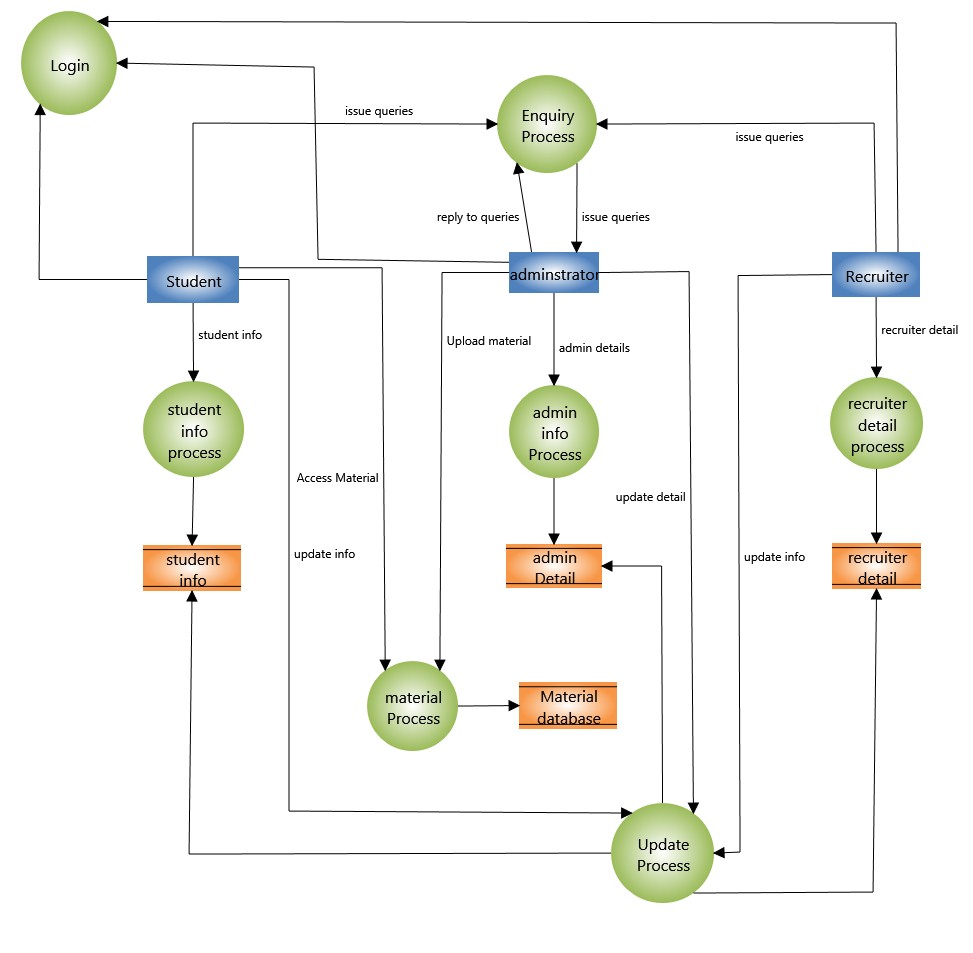 Login
issue queries
Enquiry
Process
issue queries
reply to queries
issue queries
Student
adminstrator
Recruiter
student info
Upload material
admin details
recruiter detail
student
info
process
admin
info
Process
recruiter
detail
process
Access Material
update detail
update info
update info
student
info
admin
Detail
recruiter
detail
material
Process
Material
database
Update
Process